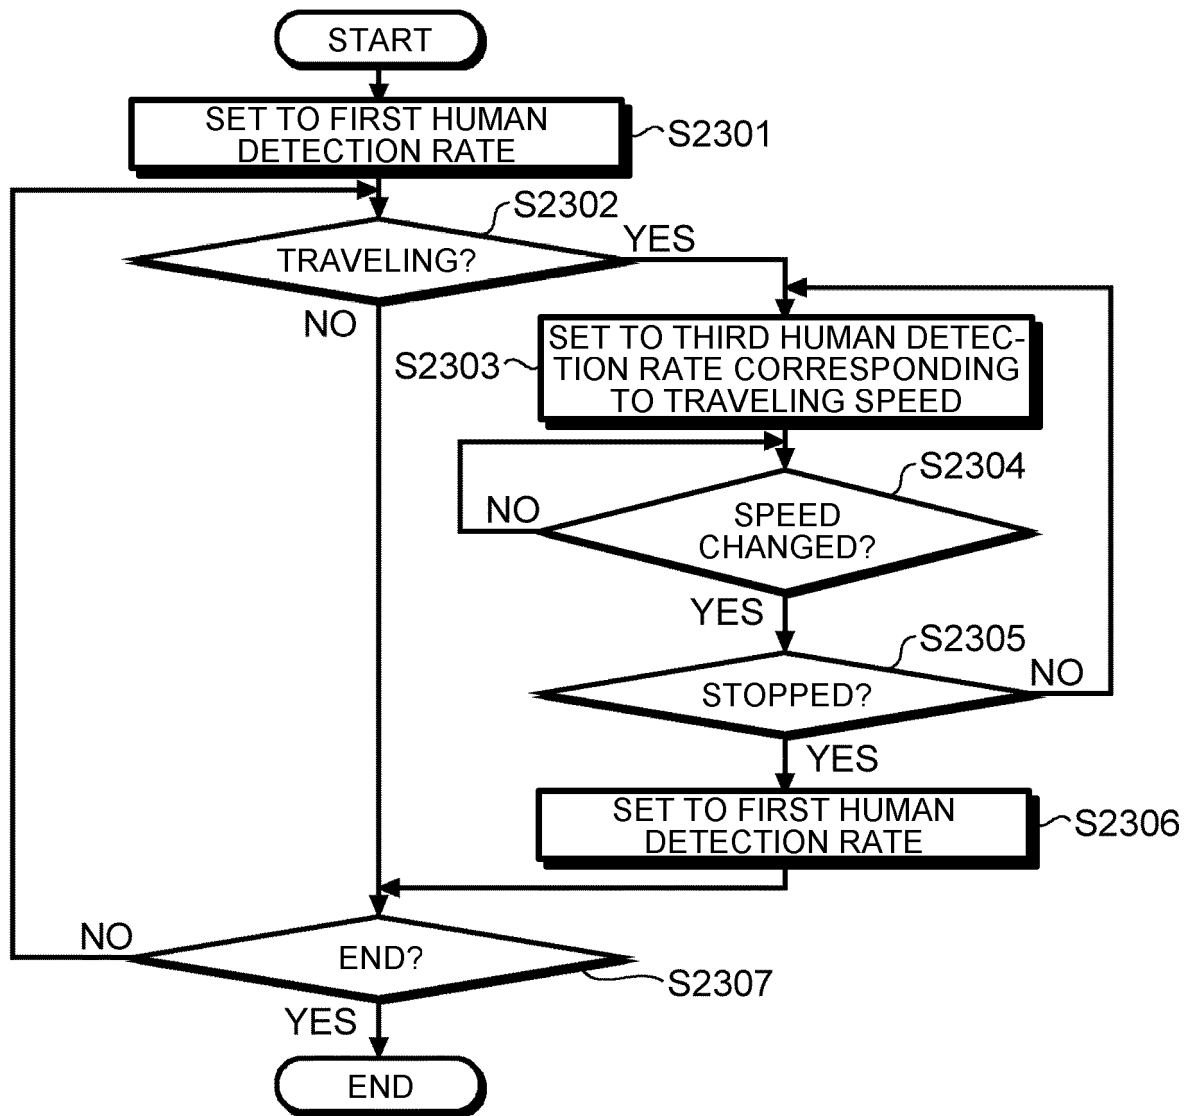 START
SET TO FIRST HUMAN
DETECTION RATE
S2301
S2302
TRAVELING?
YES
NO
SET TO THIRD HUMAN DETEC-
TION RATE CORRESPONDING
TO TRAVELING SPEED
S2303
S2304
SPEED
CHANGED?
NO
YES
S2305
STOPPED?
NO
YES
SET TO FIRST HUMAN
DETECTION RATE
S2306
NO
END?
S2307
YES
END